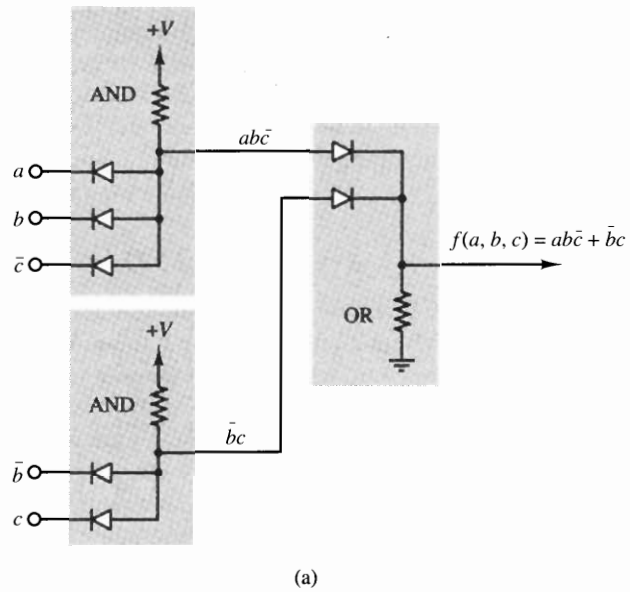 +V
AND
abc̄
a
b
c̄
f(a, b, c) = abc̄ + b̄c
OR
+V
AND
b̄c
b̄
c
(a)